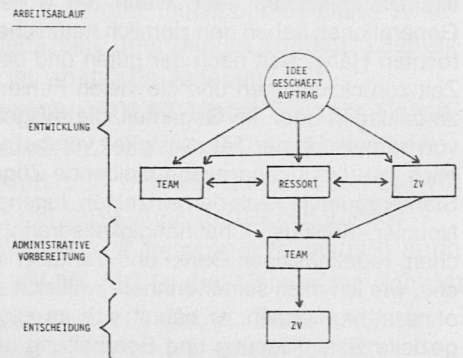 ARBEITSABLAUF
IDEE
GESCHAEFT
AUFTRAG
ENTWICKLUNG
TEAM
RESSORT
ZV
ADMINISTRATIVE
VORBEREITUNG
TEAM
ENTSCHEIDUNG
ZV